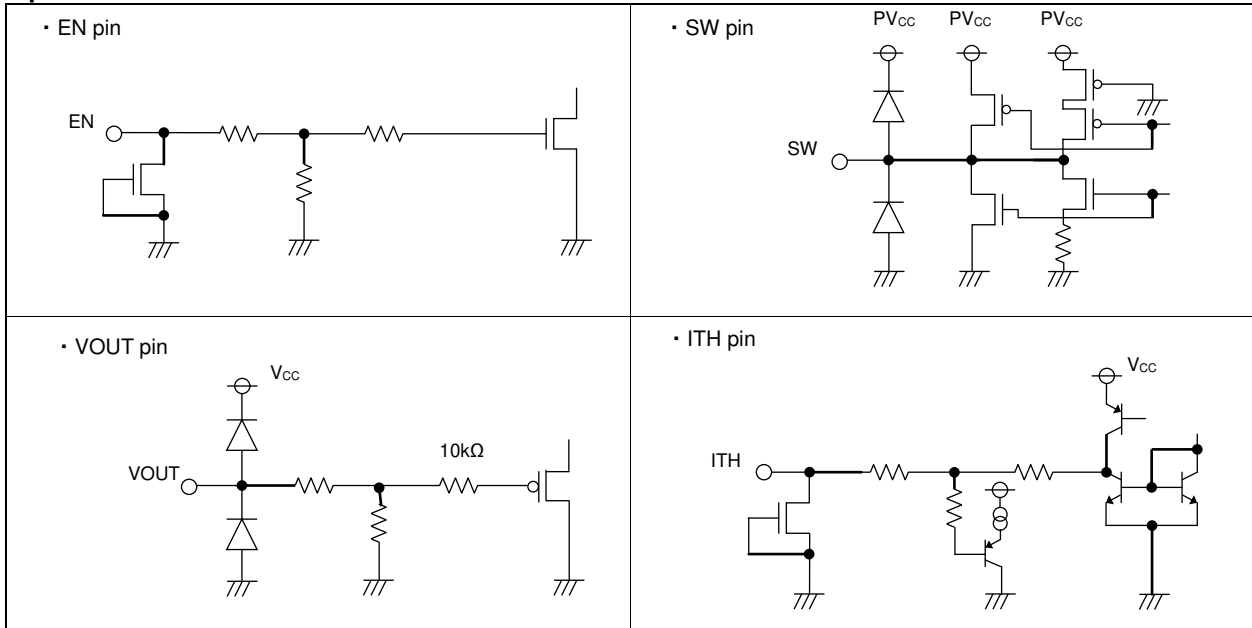 ・EN pin
EN
・SW pin
PVCC PVCC PVCC
SW
・VOUT pin
VCC
10kΩ
VOUT
・ITH pin
VCC
ITH